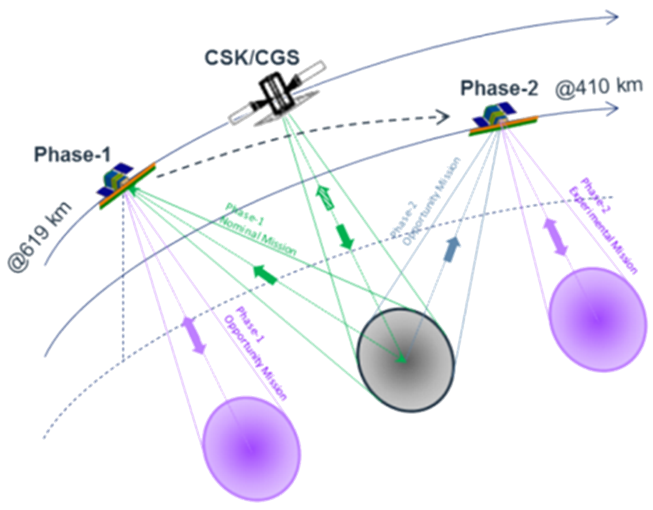 CSK/CGS
Phase-2
@410 km
Phase-1
@619 km
Phase-1
Nominal Mission
Phase-2
Opportunity Mission
Phase-2
Experimental Mission
Phase-1
Opportunity Mission